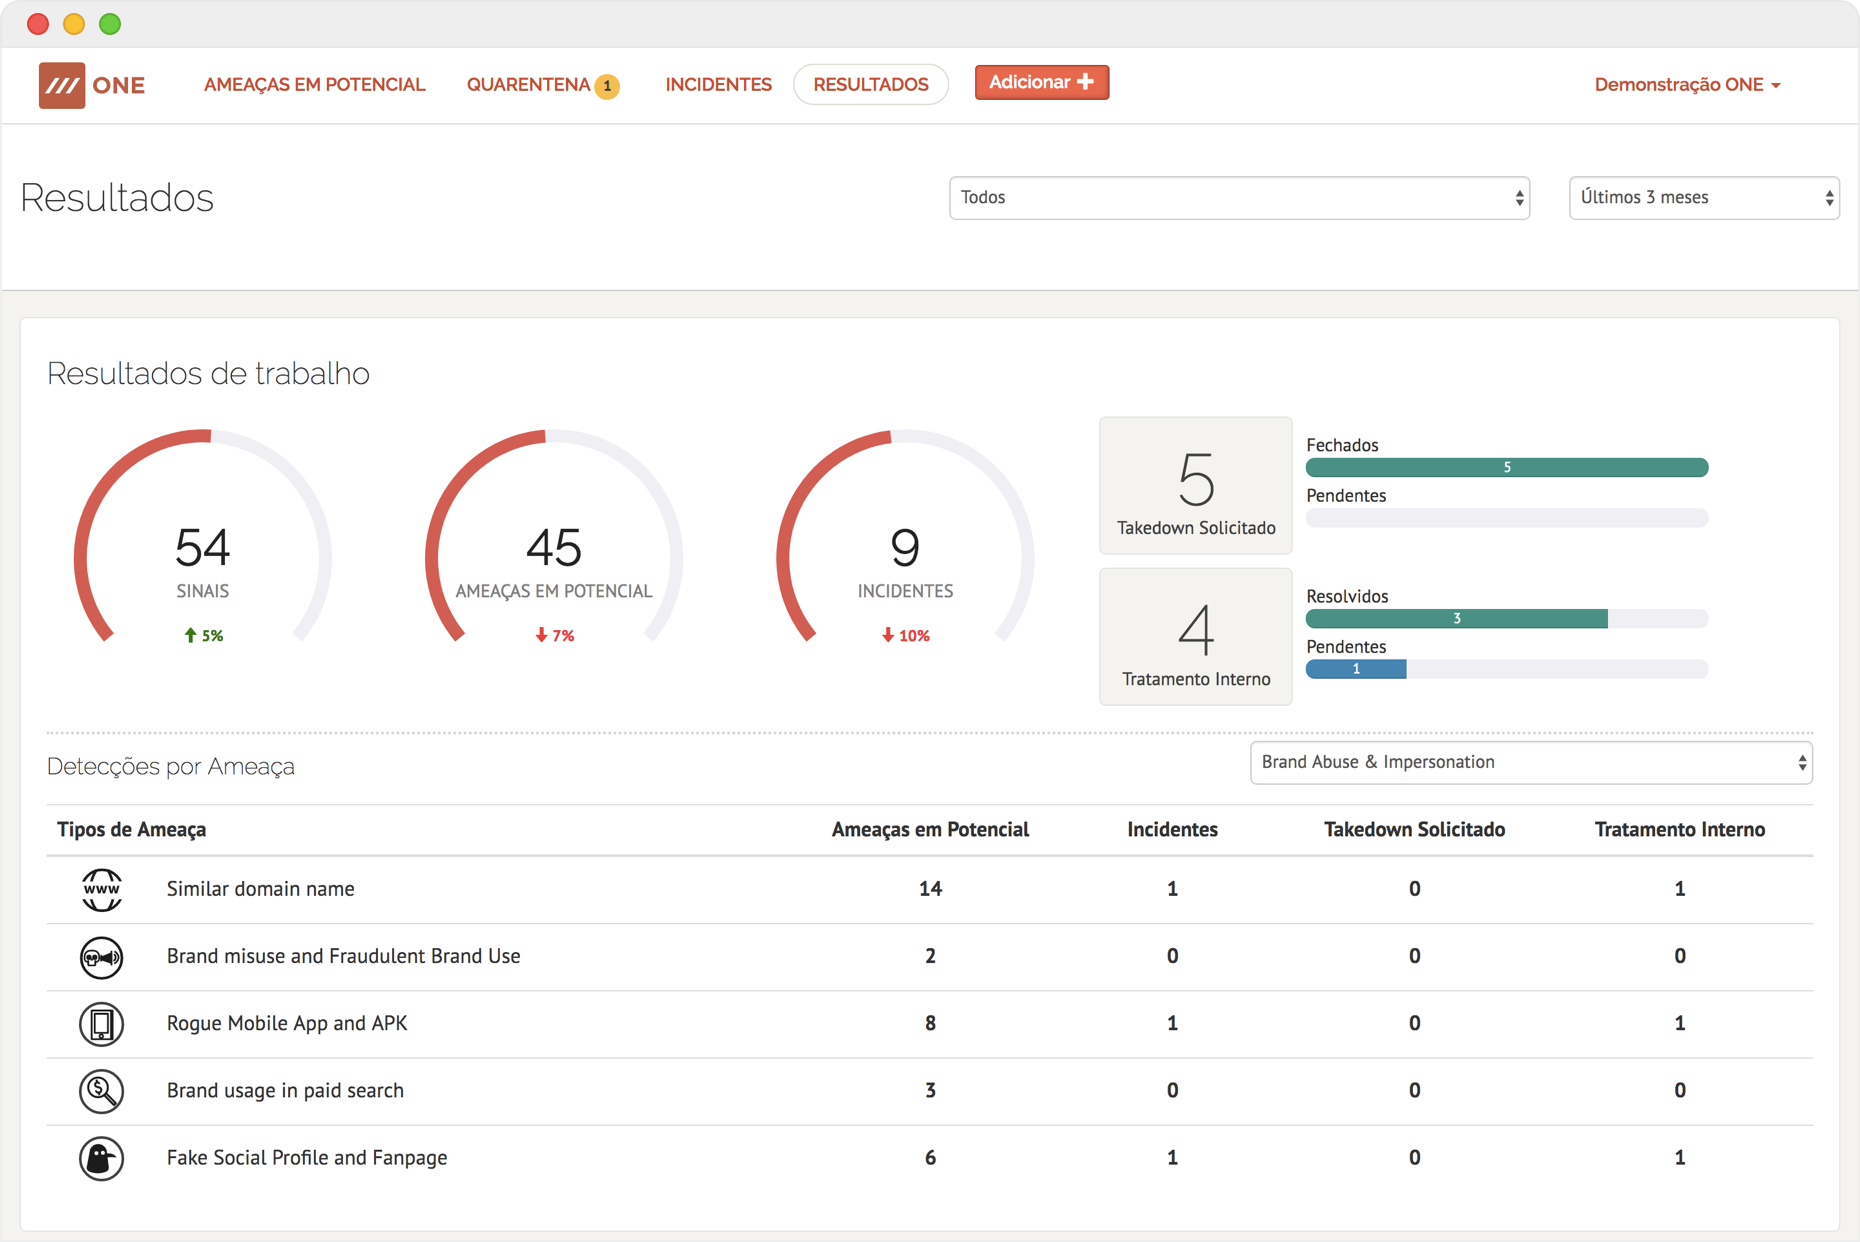 ONE
AMEAÇAS EM POTENCIAL
QUARENTENA 1
INCIDENTES
RESULTADOS
Adicionar
Demonstração ONE
Resultados
Todos
Últimos 3 meses
Resultados de trabalho
54
SINAIS
5%
45
AMEAÇAS EM POTENCIAL
7%
9
INCIDENTES
10%
5
Takedown Solicitado
Fechados
5
Pendentes
4
Tratamento Interno
Resolvidos
3
Pendentes
1
Detecções por Ameaça
Brand Abuse & Impersonation
Tipos de Ameaça Ameaças em Potencial Incidentes Takedown Solicitado Tratamento Interno
www Similar domain name 14 1 0 1
Brand misuse and Fraudulent Brand Use 2 0 0 0
Rogue Mobile App and APK 8 1 0 1
$ Brand usage in paid search 3 0 0 0
Fake Social Profile and Fanpage 6 1 0 1